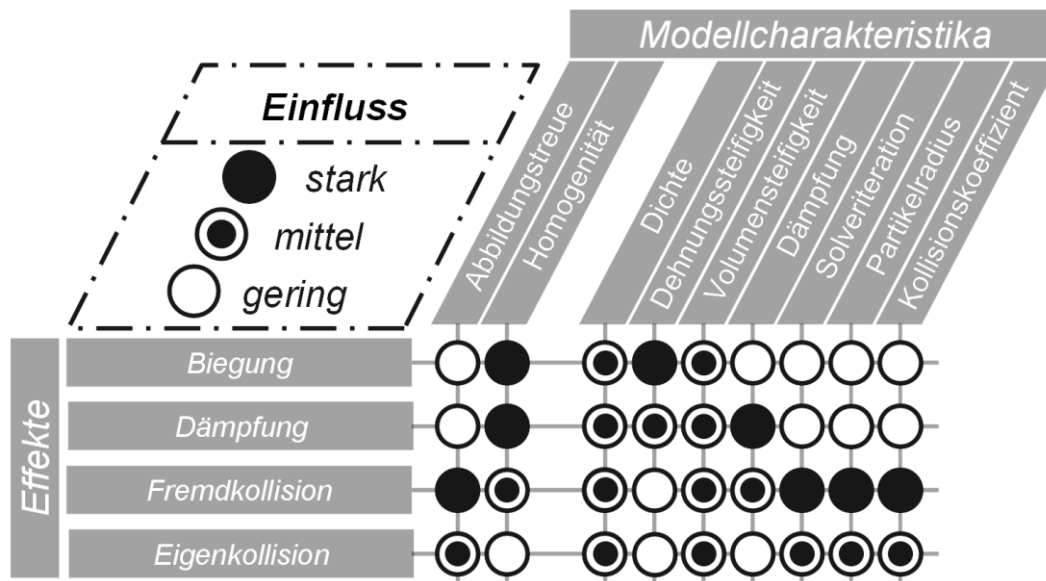 Modellcharakteristika
Einfluss
stark
mittel
gering
Abbildungstreue
Homogenität
Dichte
Dehnungssteifigkeit
Volumensteifigkeit
Dämpfung
Solveriteration
Partikelradius
Kollisionskoeffizient
Effekte
Biegung
Dämpfung
Fremdkollision
Eigenkollision